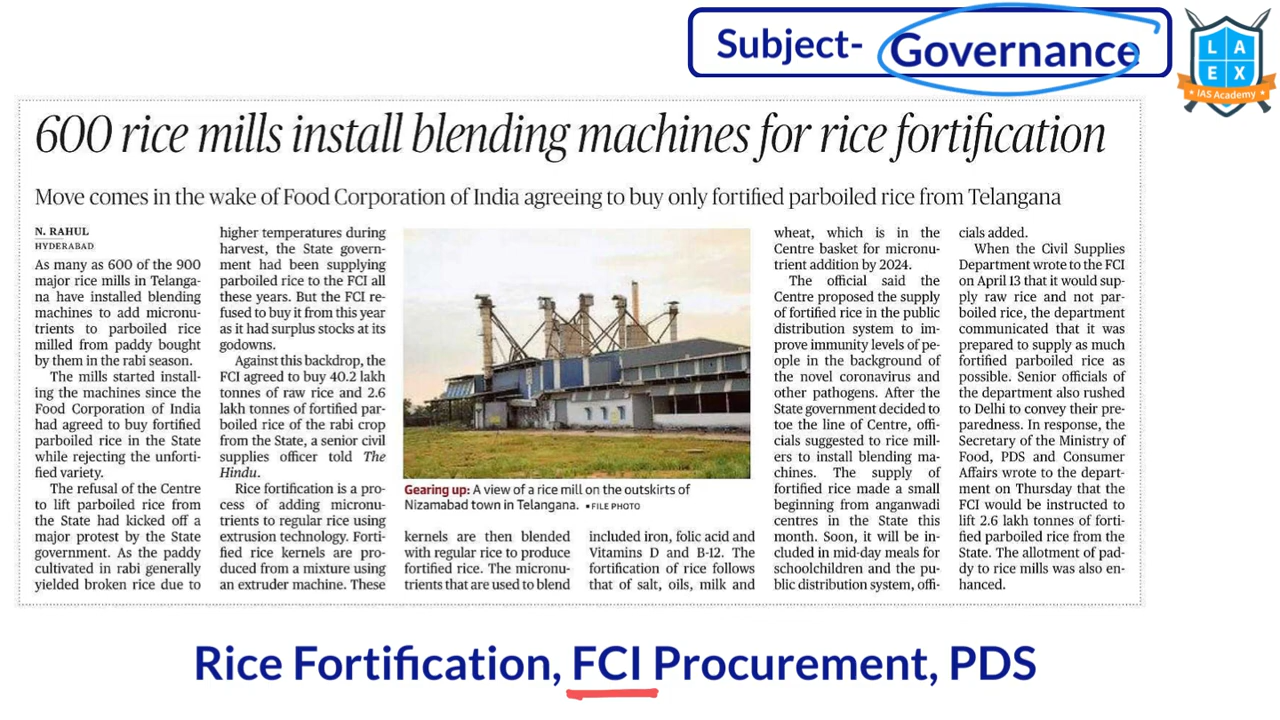 Subject- Governance
L A
E X
IAS Academy
600 rice mills install blending machines for rice fortification
Move comes in the wake of Food Corporation of India agreeing to buy only fortified parboiled rice from Telangana
N. RAHUL
HYDERABAD
As many as 600 of the 900
major rice mills in Telanga-
na have installed blending
machines to add micronu-
trients to parboiled rice
milled from paddy bought
by them in the rabi season.
The mills started install-
ing the machines since the
Food Corporation of India
had agreed to buy fortified
parboiled rice in the State
while rejecting the unforti-
fied variety.
The refusal of the Centre
to lift parboiled rice from
the State had kicked off a
major protest by the State
government. As the paddy
cultivated in rabi generally
yielded broken rice due to
higher temperatures during
harvest, the State govern-
ment had been supplying
parboiled rice to the FCI all
these years. But the FCI re-
fused to buy it from this year
as it had surplus stocks at its
godowns.
Against this backdrop, the
FCI agreed to buy 40.2 lakh
tonnes of raw rice and 2.6
lakh tonnes of fortified par-
boiled rice of the rabi crop
from the State, a senior civil
supplies officer told The
Hindu.
Rice fortification is a pro-
cess of adding micronu-
trients to regular rice using
extrusion technology. Forti-
fied rice kernels are pro-
duced from a mixture using
an extruder machine. These
Gearing up: A view of a rice mill on the outskirts of
Nizamabad town in Telangana. ▪FILE PHOTO
kernels are then blended
with regular rice to produce
fortified rice. The micronu-
trients that are used to blend
included iron, folic acid and
Vitamins D and B-12. The
fortification of rice follows
that of salt, oils, milk and
wheat, which is in the
Centre basket for micronu-
trient addition by 2024.
The official said the
Centre proposed the supply
of fortified rice in the public
distribution system to im-
prove immunity levels of pe-
ople in the background of
the novel coronavirus and
other pathogens. After the
State government decided to
toe the line of Centre, offi-
cials suggested to rice mill-
ers to install blending ma-
chines. The supply of
fortified rice made a small
beginning from anganwadi
centres in the State this
month. Soon, it will be in-
cluded in mid-day meals for
schoolchildren and the pu-
blic distribution system, offi-
cials added.
When the Civil Supplies
Department wrote to the FCI
on April 13 that it would sup-
ply raw rice and not par-
boiled rice, the department
communicated that it was
prepared to supply as much
fortified parboiled rice as
possible. Senior officials of
the department also rushed
to Delhi to convey their pre-
paredness. In response, the
Secretary of the Ministry of
Food, PDS and Consumer
Affairs wrote to the depart-
ment on Thursday that the
FCI would be instructed to
lift 2.6 lakh tonnes of forti-
fied parboiled rice from the
State. The allotment of pad-
dy to rice mills was also en-
hanced.
Rice Fortification, FCI Procurement, PDS